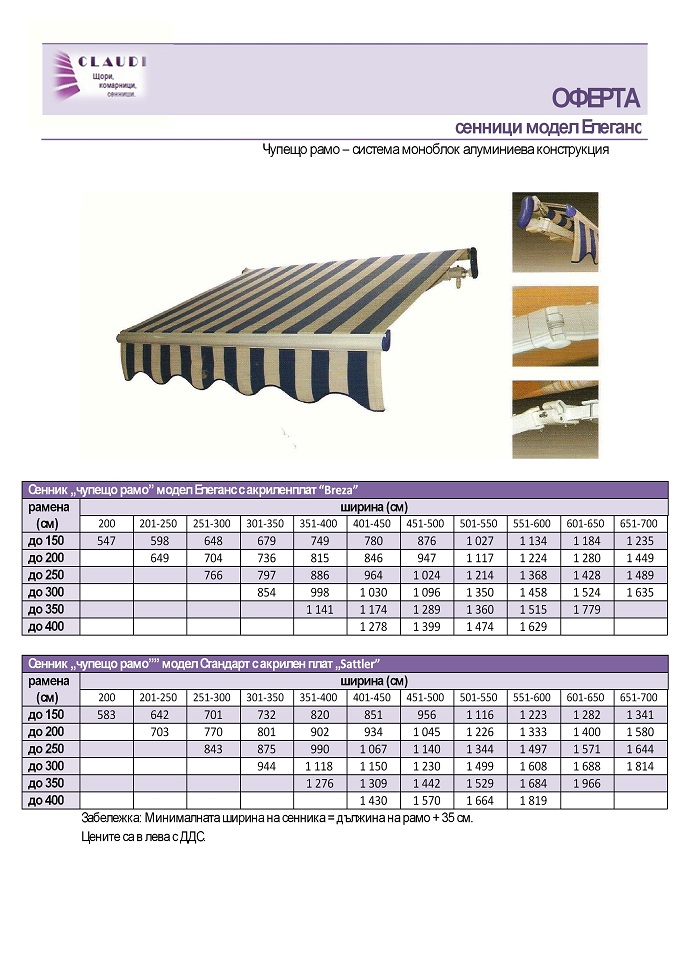 CLAUDI
Щори,
комарници,
сенници.
ОФЕРТА
сенници модел Елеганс
Чупещо рамо – система моноблок алуминиева конструкция
Сенник „чупещо рамо” модел Елеганс с акриленплат “Breza”
рамена ширина (см)
(см) 200 201-250 251-300 301-350 351-400 401-450 451-500 501-550 551-600 601-650 651-700
до 150 547 598 648 679 749 780 876 1 027 1 134 1 184 1 235
до 200 649 704 736 815 846 947 1 117 1 224 1 280 1 449
до 250 766 797 886 964 1 024 1 214 1 368 1 428 1 489
до 300 854 998 1 030 1 096 1 350 1 458 1 524 1 635
до 350 1 141 1 174 1 289 1 360 1 515 1 779
до 400 1 278 1 399 1 474 1 629
Сенник „чупещо рамо”” модел Стандарт с акрилен плат „Sattler”
рамена ширина (см)
(см) 200 201-250 251-300 301-350 351-400 401-450 451-500 501-550 551-600 601-650 651-700
до 150 583 642 701 732 820 851 956 1 116 1 223 1 282 1 341
до 200 703 770 801 902 934 1 045 1 226 1 333 1 400 1 580
до 250 843 875 990 1 067 1 140 1 344 1 497 1 571 1 644
до 300 944 1 118 1 150 1 230 1 499 1 608 1 688 1 814
до 350 1 276 1 309 1 442 1 529 1 684 1 966
до 400 1 430 1 570 1 664 1 819
Забележка: Минималната ширина на сенника = дължина на рамо + 35 см.
Цените са в лева с ДДС.